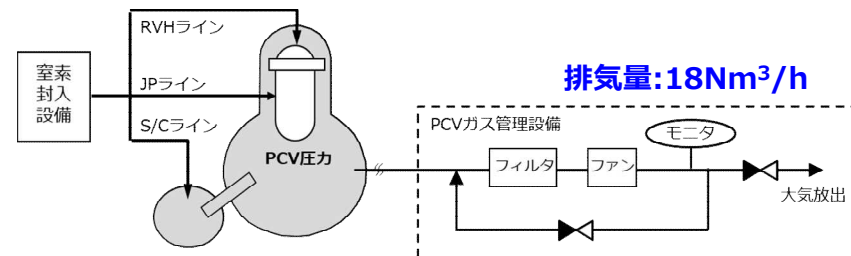 RVHライン
窒素
封入
設備
JPライン
S/Cライン
PCV圧力
排気量:18Nm³/h
PCVガス管理設備
モニタ
フィルタ
ファン
大気放出